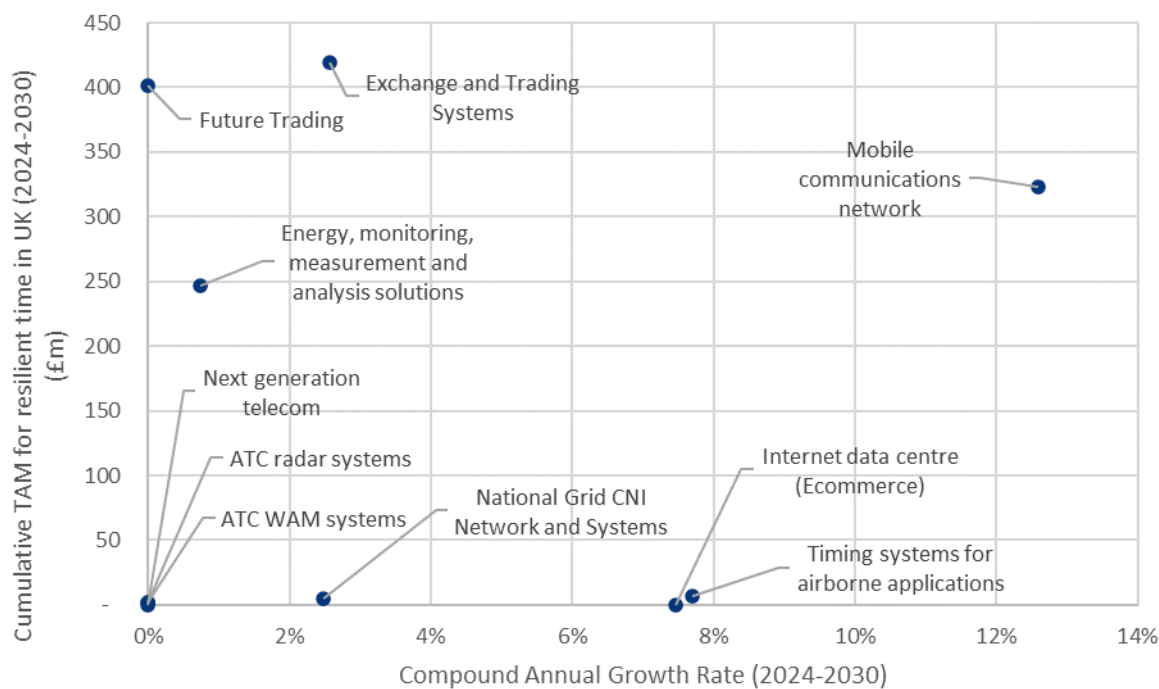 Cumulative TAM for resilient time in UK (2024-2030)
(£m)
450
400
350
300
250
200
150
100
50
-
Exchange and Trading
Systems
Future Trading
Mobile
communications
network
Energy, monitoring,
measurement and
analysis solutions
Next generation
telecom
ATC radar systems
ATC WAM systems
National Grid CNI
Network and Systems
Internet data centre
(Ecommerce)
Timing systems for
airborne applications
0%
2%
4%
6%
8%
10%
12%
14%
Compound Annual Growth Rate (2024-2030)